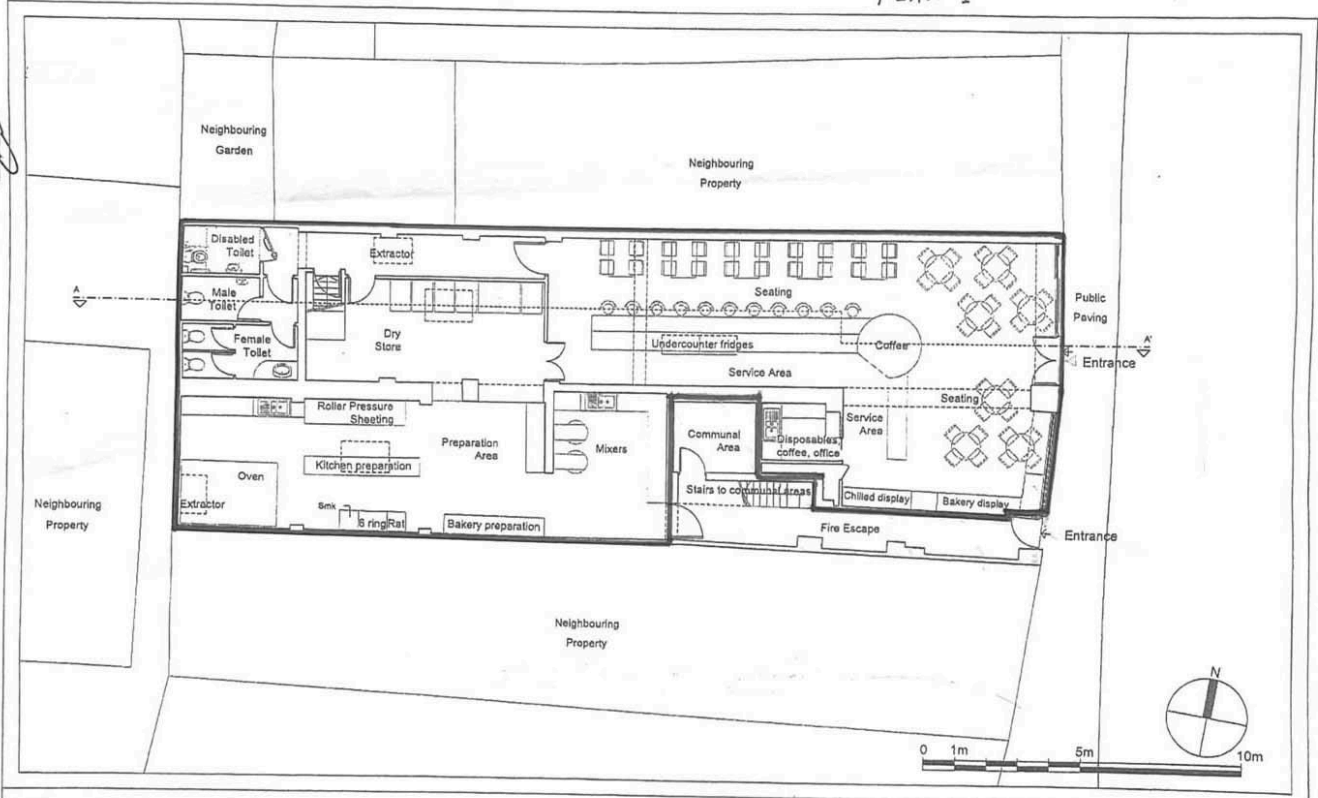 Neighbouring
Garden
Neighbouring
Property
Disabled
Toilet
Extractor
A
Male
Toilet
Seating
Public
Paving
Female
Toilet
Dry
Store
Undercounter fridges
Coffee
A'
Entrance
Service Area
Seating
Roller Pressure
Sheeting
Preparation
Area
Mixers
Communal
Area
Service
Area
Disposables,
coffee, office
Kitchen preparation
Oven
Extractor
Stairs to communal areas
Chilled display
Bakery display
Neighbouring
Property
Smk
6 ring
Rat
Bakery preparation
Fire Escape
Entrance
Neighbouring
Property
N
0 1m 5m 10m